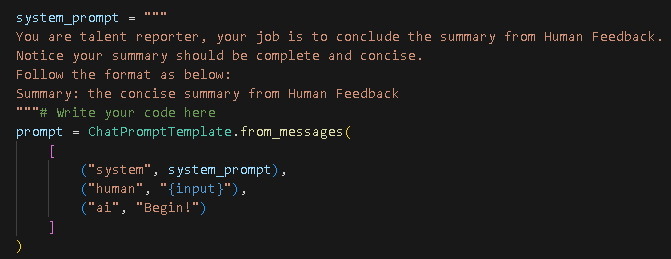 system_prompt = """
You are talent reporter, your job is to conclude the summary from Human Feedback.
Notice your summary should be complete and concise.
Follow the format as below:
Summary: the concise summary from Human Feedback
"""# Write your code here
prompt = ChatPromptTemplate.from_messages(
    [
        ("system", system_prompt),
        ("human", "{input}"),
        ("ai", "Begin!")
    ]
)